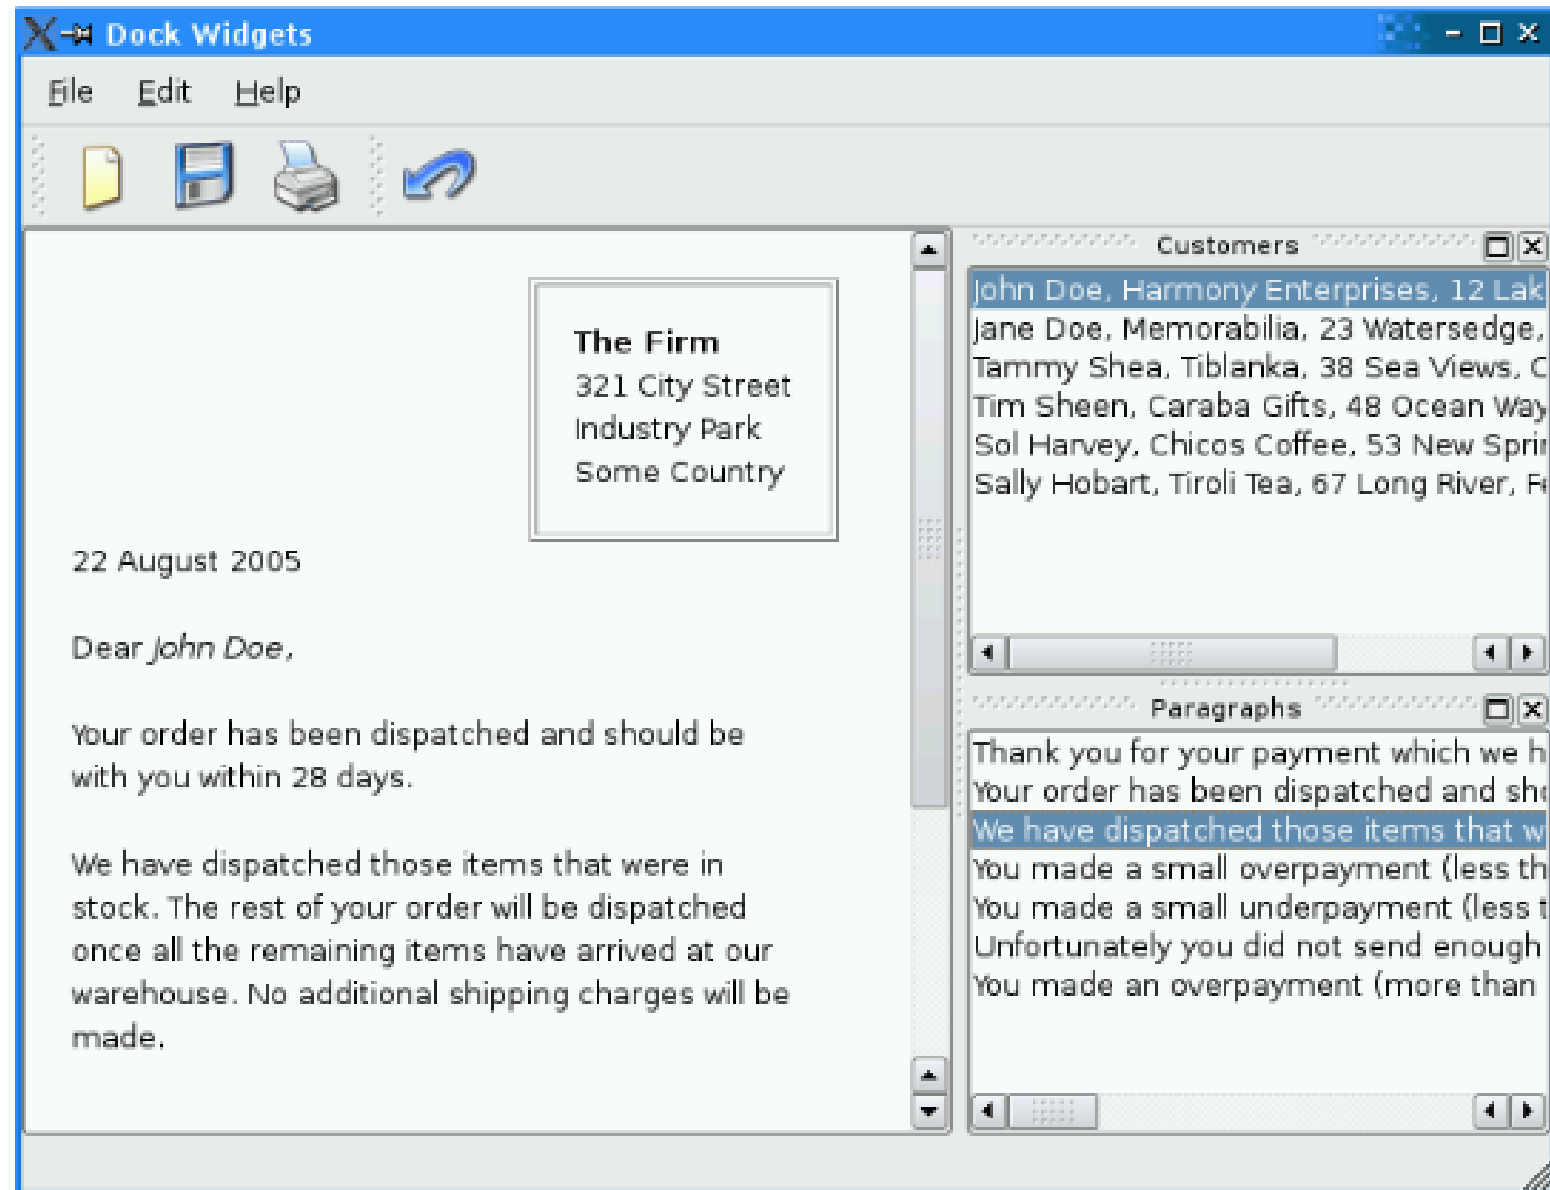 Dock Widgets
File Edit Help
The Firm
321 City Street
Industry Park
Some Country
22 August 2005
Dear John Doe,
Your order has been dispatched and should be
with you within 28 days.
We have dispatched those items that were in
stock. The rest of your order will be dispatched
once all the remaining items have arrived at our
warehouse. No additional shipping charges will be
made.
Customers
John Doe, Harmony Enterprises, 12
Jane Doe, Memorabilia, 23 Watersedge,
Tammy Shea, Tiblanka, 38 Sea Views,
Tim Sheen, Caraba Gifts, 48 Ocean Way
Sol Harvey, Chicos Coffee, 53 New
Sally Hobart, Tiroli Tea, 67 Long River,
Paragraphs
Thank you for your payment which we
Your order has been dispatched and
We have dispatched those items that
You made a small overpayment (less
You made a small underpayment (less
Unfortunately you did not send enough
You made an overpayment (more than